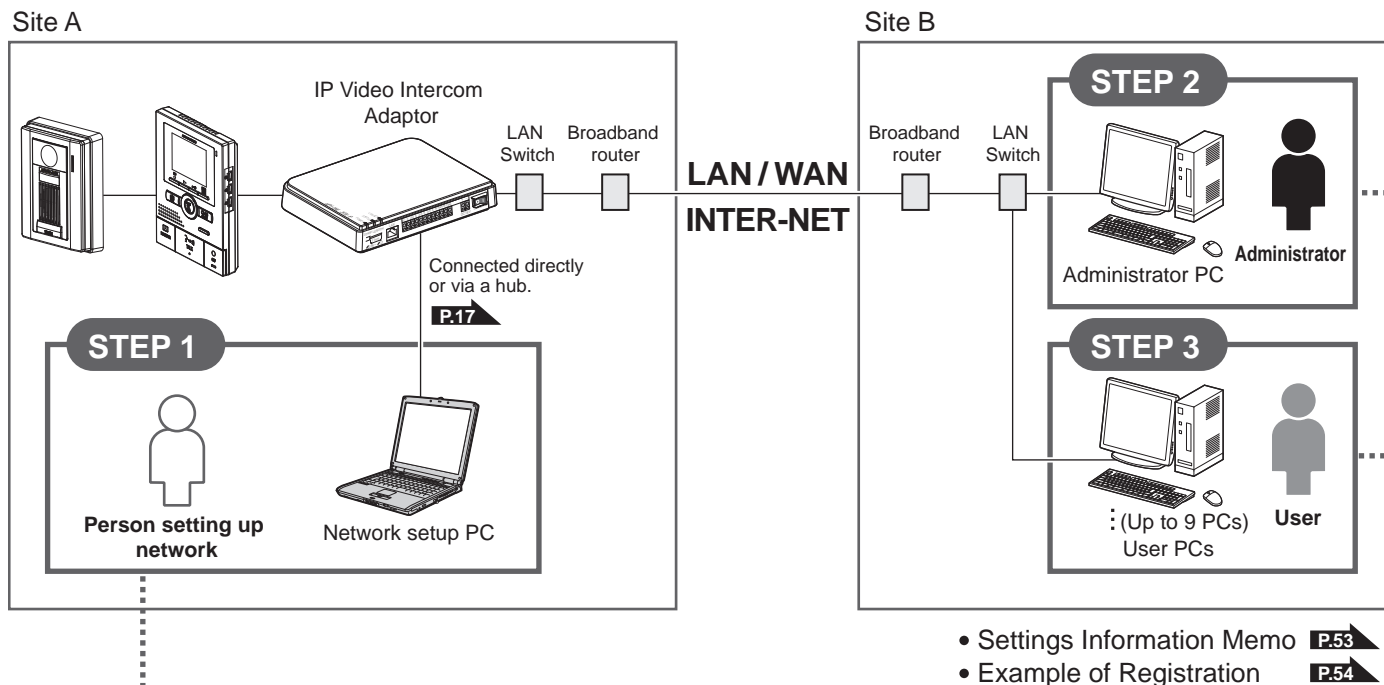 Site A
IP Video Intercom
Adaptor
LAN
Switch
Broadband
router
Connected directly
or via a hub.
P.17
STEP 1
Person setting up
network
Network setup PC
LAN / WAN
INTER-NET
Site B
Broadband
router
LAN
Switch
STEP 2
Administrator PC
Administrator
STEP 3
(Up to 9 PCs)
User PCs
User
• Settings Information Memo P.53
• Example of Registration P.54